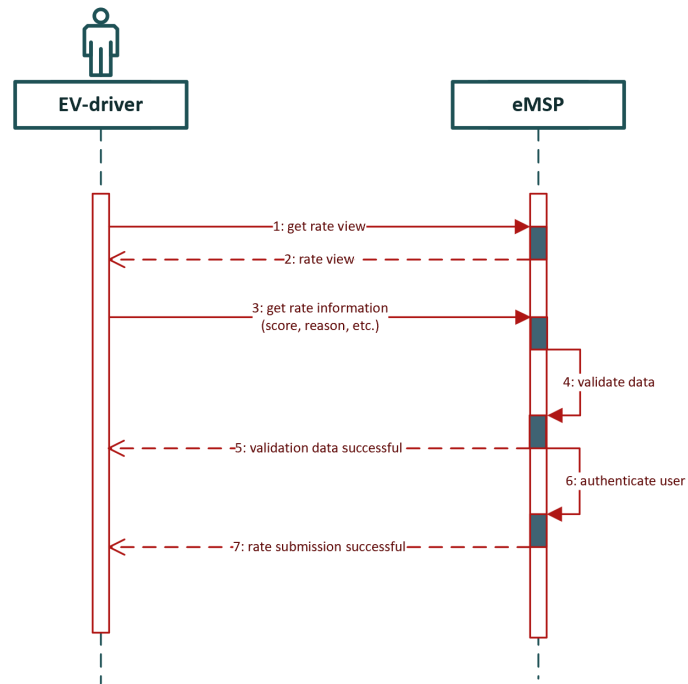 EV-driver
eMSP
1: get rate view
2: rate view
3: get rate information
(score, reason, etc.)
4: validate data
5: validation data successful
6: authenticate user
7: rate submission successful